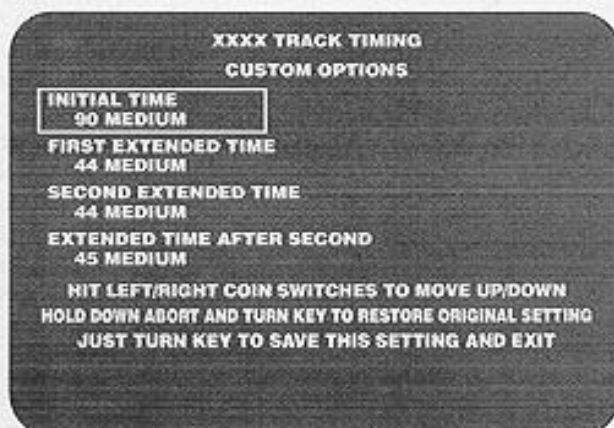 XXXX TRACK TIMING
CUSTOM OPTIONS
INITIAL TIME
90 MEDIUM
FIRST EXTENDED TIME
44 MEDIUM
SECOND EXTENDED TIME
44 MEDIUM
EXTENDED TIME AFTER SECOND
45 MEDIUM
HIT LEFT/RIGHT COIN SWITCHES TO MOVE UP/DOWN
HOLD DOWN ABORT AND TURN KEY TO RESTORE ORIGINAL SETTING
JUST TURN KEY TO SAVE THIS SETTING AND EXIT